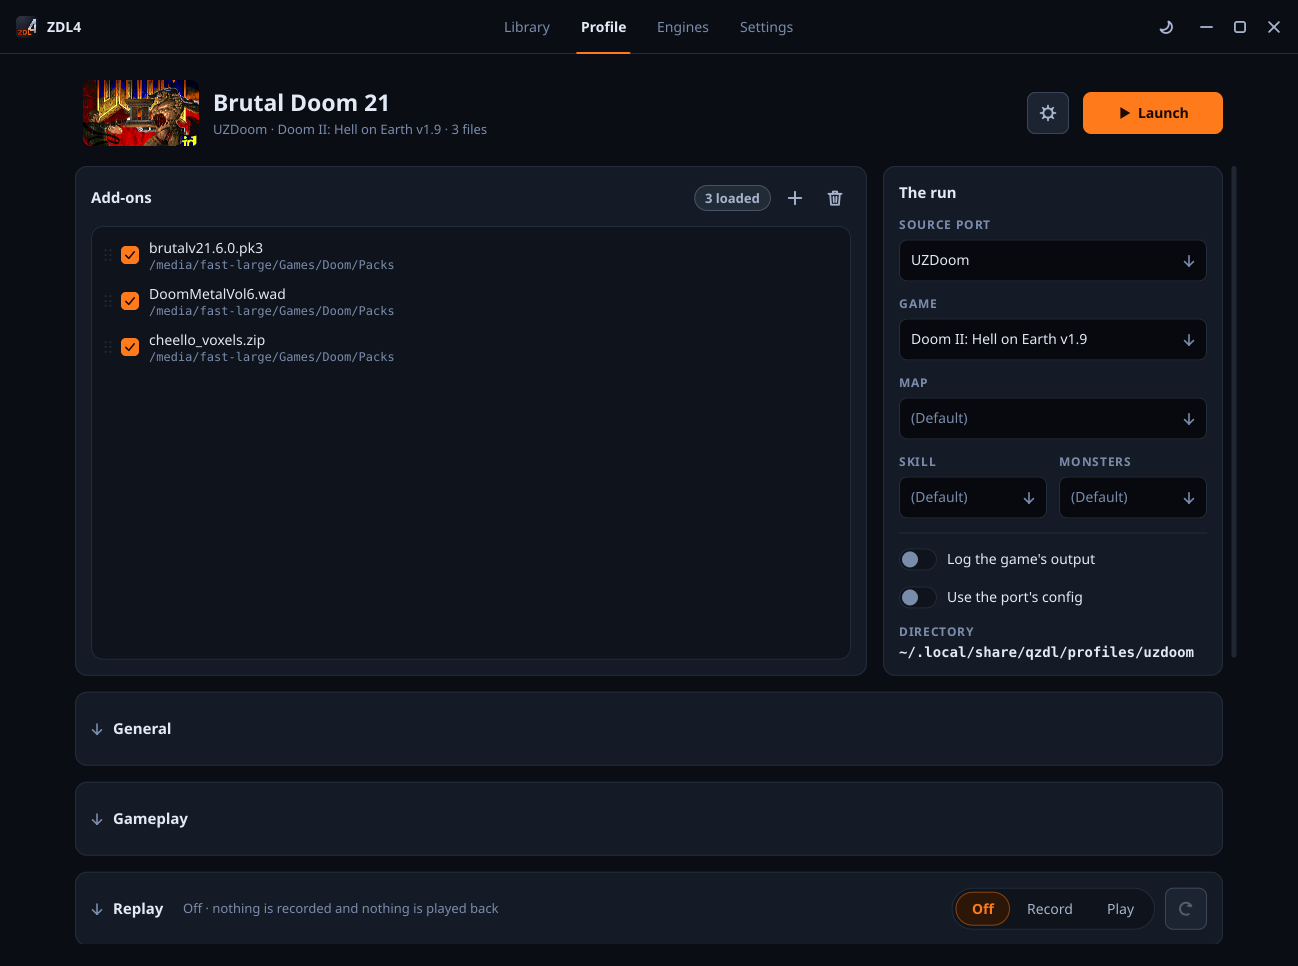 ZDL4
Library
Profile
Engines
Settings
Brutal Doom 21
UZDoom · Doom II: Hell on Earth v1.9 · 3 files
Launch
Add-ons
3 loaded
brutalv21.6.0.pk3
/media/fast-large/Games/Doom/Packs
DoomMetalVol6.wad
/media/fast-large/Games/Doom/Packs
cheello_voxels.zip
/media/fast-large/Games/Doom/Packs
The run
SOURCE PORT
UZDoom
GAME
Doom II: Hell on Earth v1.9
MAP
(Default)
SKILL
MONSTERS
(Default)
(Default)
Log the game's output
Use the port's config
DIRECTORY
~/.local/share/qzdl/profiles/uzdoom
General
Gameplay
Replay
Off · nothing is recorded and nothing is played back
Off
Record
Play